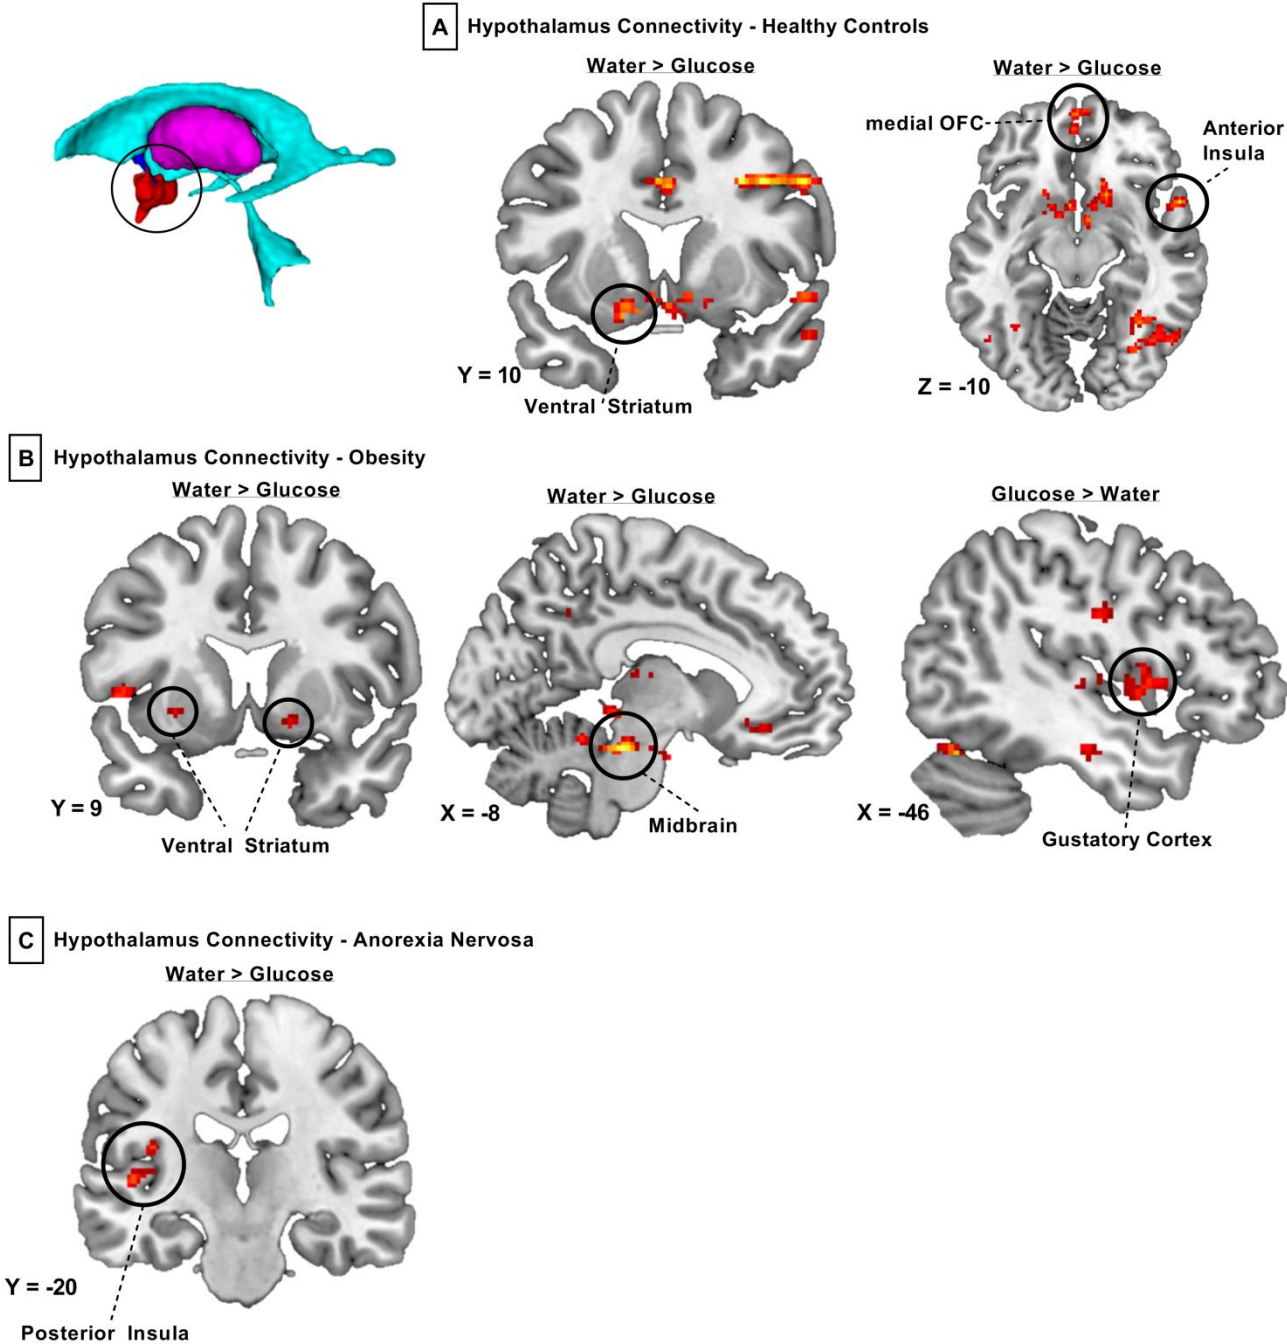 A Hypothalamus Connectivity - Healthy Controls
Water > Glucose
Water > Glucose
medial OFC
Anterior
Insula
Y = 10
Z = -10
Ventral Striatum
B Hypothalamus Connectivity - Obesity
Water > Glucose
Water > Glucose
Glucose > Water
Y = 9
X = -8
X = -46
Ventral Striatum
Midbrain
Gustatory Cortex
C Hypothalamus Connectivity - Anorexia Nervosa
Water > Glucose
Y = -20
Posterior Insula